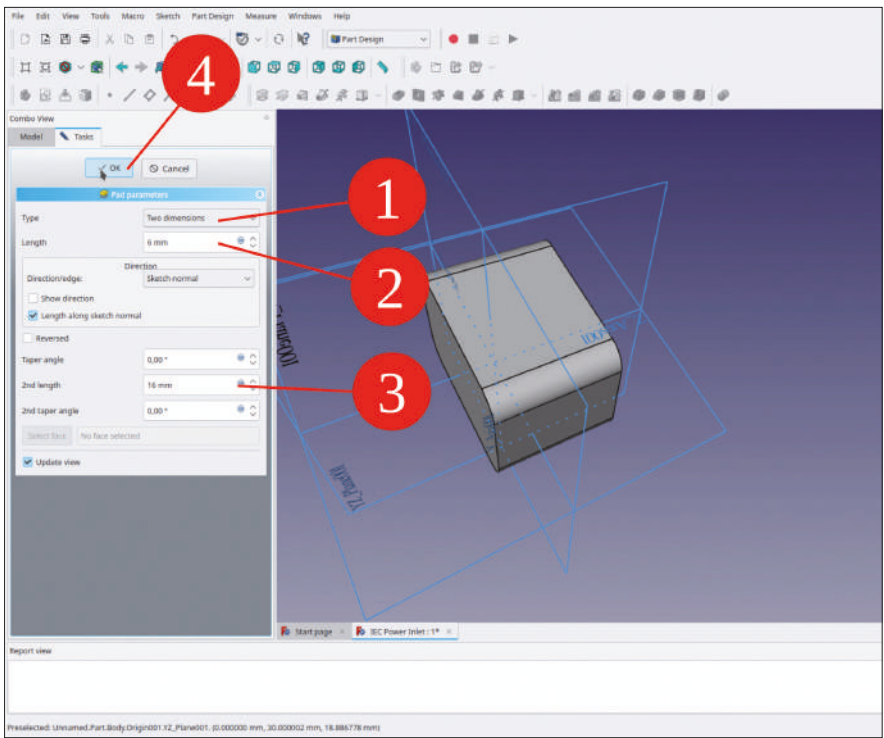 File Edit View Tools Macro Sketch Part Design Measure Windows Help
Part Design
4
Combo View
Model Tasks
OK Cancel
Pad parameters
1
Type Two dimensions
Length 6 mm
2
Direction
Direction/edge: Sketch normal
Show direction
Length along sketch normal
Reversed
Taper angle 0,00 °
3
2nd length 16 mm
2nd taper angle 0,00 °
Select face No face selected
YZ_Plane001
Update view
Start page IEC Power Inlet : 1*
Report view
Preselected: Unnamed.Part.Body.Origin001.YZ_Plane001. (0.000000 mm, 30.000002 mm, 18.886778 mm)